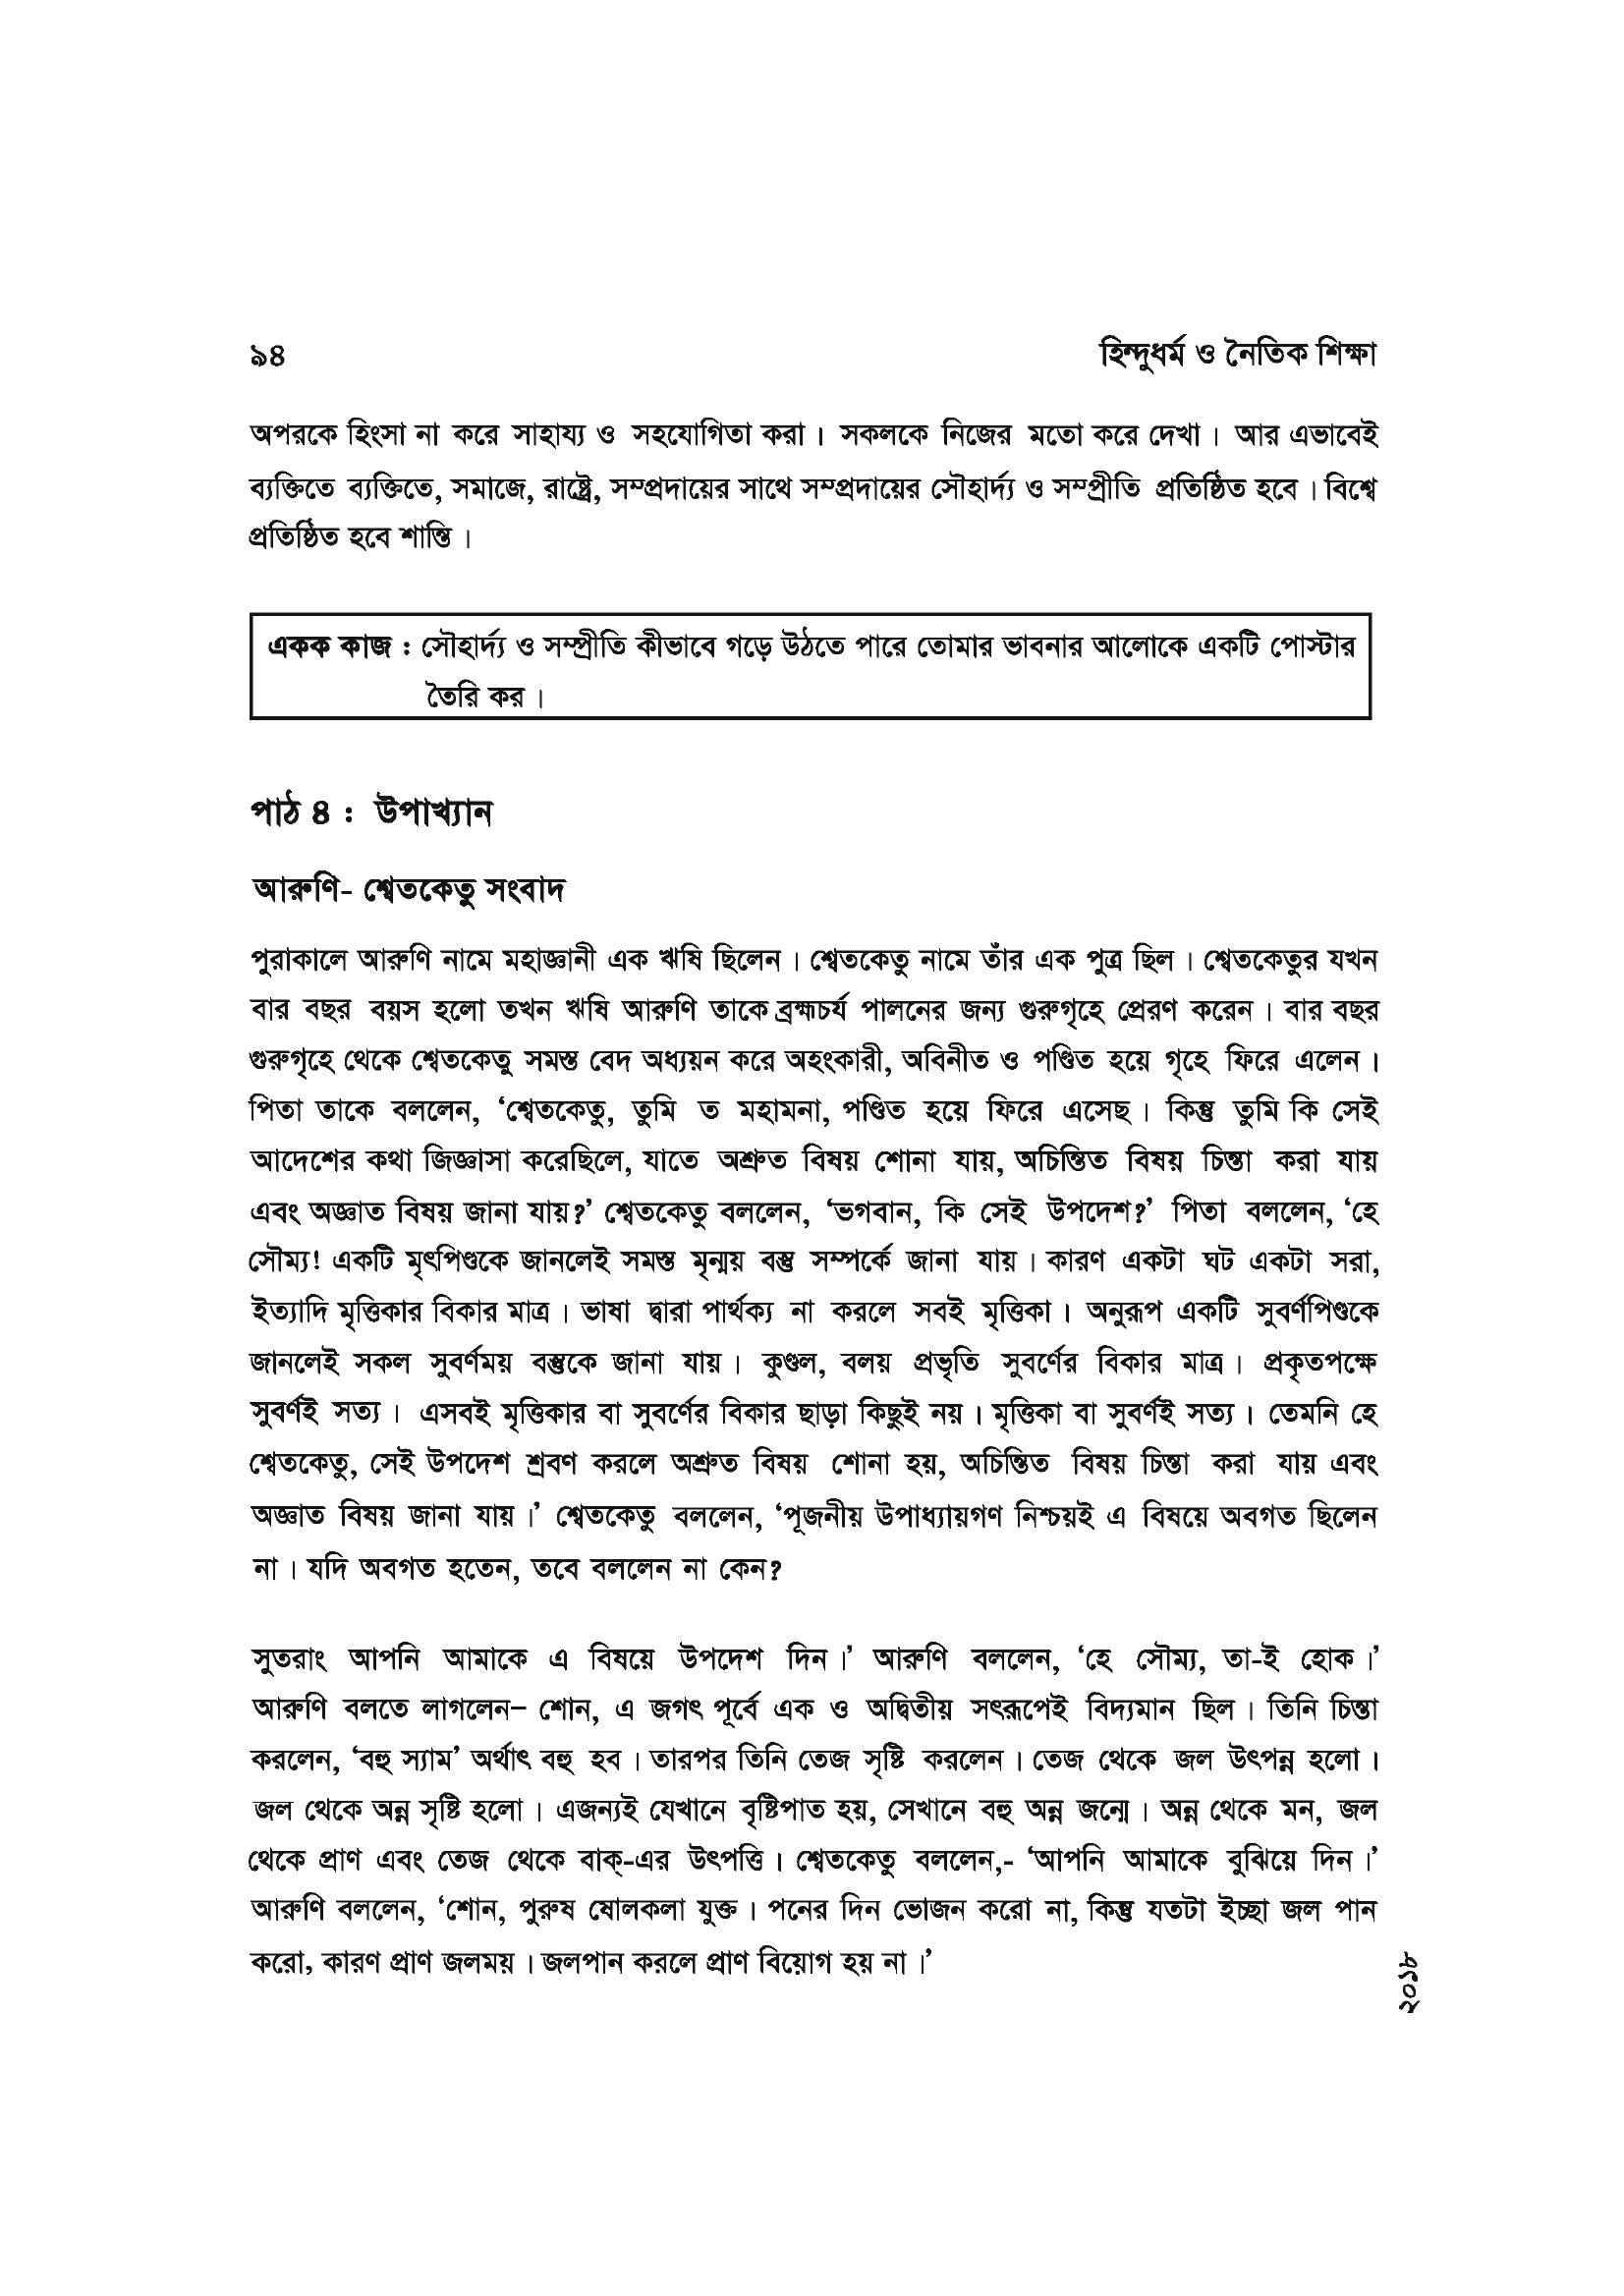 ৯৪ হিন্দুধর্ম ও নৈতিক শিক্ষা
অপরকে হিংসা না করে সাহায্য ও সহযোগিতা করা। সকলকে নিজের মতো করে দেখা। আর এভাবেই
ব্যক্তিতে ব্যক্তিতে, সমাজে, রাষ্ট্রে, সম্প্রদায়ের সাথে সম্প্রদায়ের সৌহার্দ্য ও সম্প্রীতি প্রতিষ্ঠিত হবে। বিশ্বে
প্রতিষ্ঠিত হবে শান্তি।
একক কাজ : সৌহার্দ্য ও সম্প্রীতি কীভাবে গড়ে উঠতে পারে তোমার ভাবনার আলোকে একটি পোস্টার
তৈরি কর।
পাঠ ৪ : উপাখ্যান
আরুণি- শ্বেতকেতু সংবাদ
পুরাকালে আরুণি নামে মহাজ্ঞানী এক ঋষি ছিলেন। শ্বেতকেতু নামে তাঁর এক পুত্র ছিল। শ্বেতকেতুর যখন
বার বছর বয়স হলো তখন ঋষি আরুণি তাকে ব্রহ্মচর্য পালনের জন্য গুরুগৃহে প্রেরণ করেন। বার বছর
গুরুগৃহে থেকে শ্বেতকেতু সমস্ত বেদ অধ্যয়ন করে অহংকারী, অবিনীত ও পণ্ডিত হয়ে গৃহে ফিরে এলেন।
পিতা তাকে বললেন, ‘শ্বেতকেতু, তুমি ত মহামনা, পণ্ডিত হয়ে ফিরে এসেছ। কিন্তু তুমি কি সেই
আদেশের কথা জিজ্ঞাসা করেছিলে, যাতে অশ্রুত বিষয় শোনা যায়, অচিন্তিত বিষয় চিন্তা করা যায়
এবং অজ্ঞাত বিষয় জানা যায়?’ শ্বেতকেতু বললেন, ‘ভগবান, কি সেই উপদেশ?’ পিতা বললেন, ‘হে
সৌম্য! একটি মৃৎপিণ্ডকে জানলেই সমস্ত মৃন্ময় বস্তু সম্পর্কে জানা যায়। কারণ একটা ঘট একটা সরা,
ইত্যাদি মৃত্তিকার বিকার মাত্র। ভাষা দ্বারা পার্থক্য না করলে সবই মৃত্তিকা। অনুরূপ একটি সুবর্ণপিণ্ডকে
জানলেই সকল সুবর্ণময় বস্তুকে জানা যায়। কুণ্ডল, বলয় প্রভৃতি সুবর্ণের বিকার মাত্র। প্রকৃতপক্ষে
সুবর্ণই সত্য। এসবই মৃত্তিকার বা সুবর্ণের বিকার ছাড়া কিছুই নয়। মৃত্তিকা বা সুবর্ণই সত্য। তেমনি হে
শ্বেতকেতু, সেই উপদেশ শ্রবণ করলে অশ্রুত বিষয় শোনা হয়, অচিন্তিত বিষয় চিন্তা করা যায় এবং
অজ্ঞাত বিষয় জানা যায়।’ শ্বেতকেতু বললেন, ‘পূজনীয় উপাধ্যায়গণ নিশ্চয়ই এ বিষয়ে অবগত ছিলেন
না। যদি অবগত হতেন, তবে বললেন না কেন?
সুতরাং আপনি আমাকে এ বিষয়ে উপদেশ দিন।’ আরুণি বললেন, ‘হে সৌম্য, তা-ই হোক।’
আরুণি বলতে লাগলেন– শোন, এ জগৎ পূর্বে এক ও অদ্বিতীয় সৎরূপেই বিদ্যমান ছিল। তিনি চিন্তা
করলেন, ‘বহু স্যাম’ অর্থাৎ বহু হব। তারপর তিনি তেজ সৃষ্টি করলেন। তেজ থেকে জল উৎপন্ন হলো।
জল থেকে অন্ন সৃষ্টি হলো। এজন্যই যেখানে বৃষ্টিপাত হয়, সেখানে বহু অন্ন জন্মে। অন্ন থেকে মন, জল
থেকে প্রাণ এবং তেজ থেকে বাক্-এর উৎপত্তি। শ্বেতকেতু বললেন,- ‘আপনি আমাকে বুঝিয়ে দিন।’
আরুণি বললেন, ‘শোন, পুরুষ ষোলকলা যুক্ত। পনের দিন ভোজন করো না, কিন্তু যতটা ইচ্ছা জল পান
করো, কারণ প্রাণ জলময়। জলপান করলে প্রাণ বিয়োগ হয় না।’
২০১৮